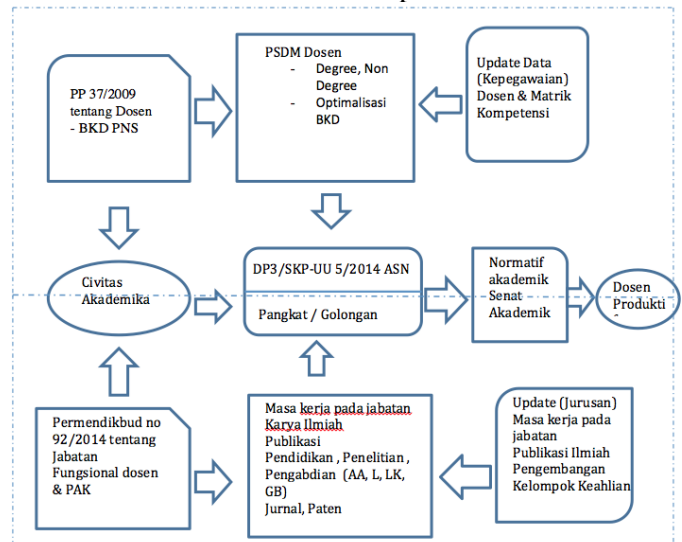 PP 37/2009
tentang Dosen
- BKD PNS
PSDM Dosen
- Degree, Non
Degree
- Optimalisasi
BKD
Update Data
(Kepegawaian)
Dosen & Matrik
Kompetensi
Civitas
Akademika
DP3/SKP-UU 5/2014 ASN
Pangkat / Golongan
Normatif
akademik
Senat
Akademik
Dosen
Produkti
Permendikbud no
92/2014 tentang
Jabatan
Fungsional dosen
& PAK
Masa kerja pada jabatan
Karya Ilmiah
Publikasi
Pendidikan , Penelitian ,
Pengabdian (AA, L, LK,
GB)
Jurnal, Paten
Update (Jurusan)
Masa kerja pada
jabatan
Publikasi Ilmiah
Pengembangan
Kelompok Keahlian